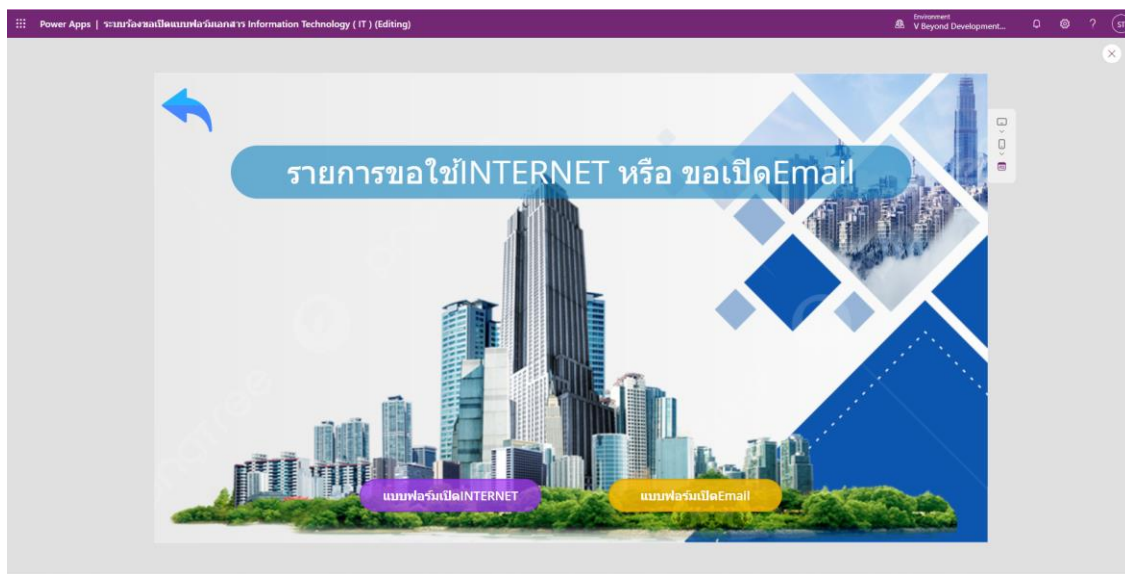 Power Apps | ระบบร้องขอเปิดแบบฟอร์มเอกสาร Information Technology ( IT ) (Editing)
Environment
V Beyond Development...
?
ST
รายการขอใช้INTERNET หรือ ขอเปิดEmail
แบบฟอร์มเปิดINTERNET
แบบฟอร์มเปิดEmail